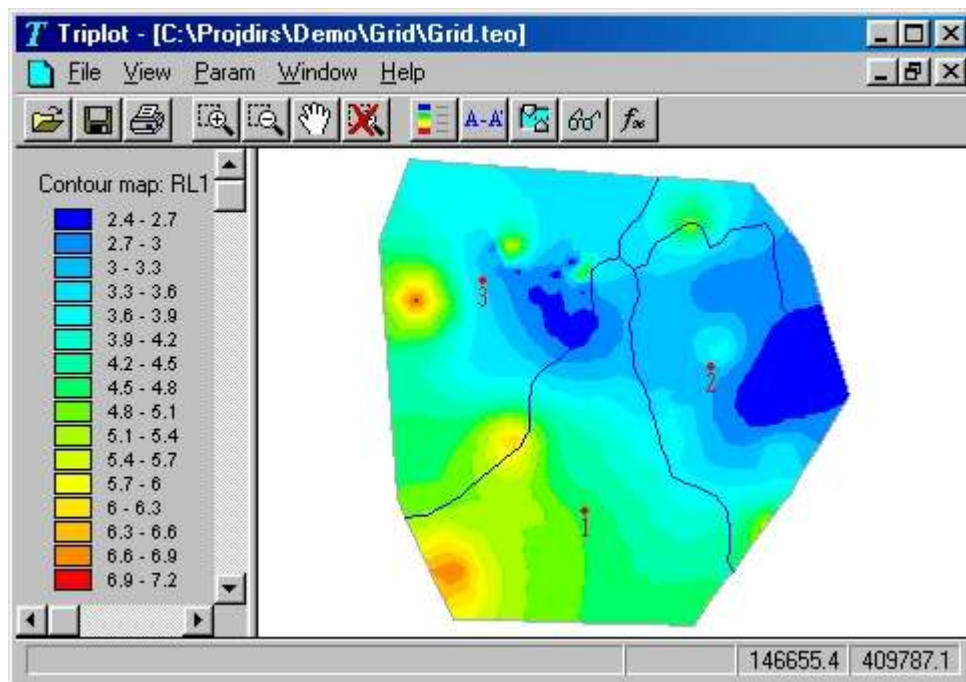 Triplot - [C:\Projdirs\Demo\Grid\Grid.teo]
File View Param Window Help
A-A'
f∞
Contour map: RL1
2.4 - 2.7
2.7 - 3
3 - 3.3
3.3 - 3.6
3.6 - 3.9
3.9 - 4.2
4.2 - 4.5
4.5 - 4.8
4.8 - 5.1
5.1 - 5.4
5.4 - 5.7
5.7 - 6
6 - 6.3
6.3 - 6.6
6.6 - 6.9
6.9 - 7.2
3
2
1
146655.4 409787.1